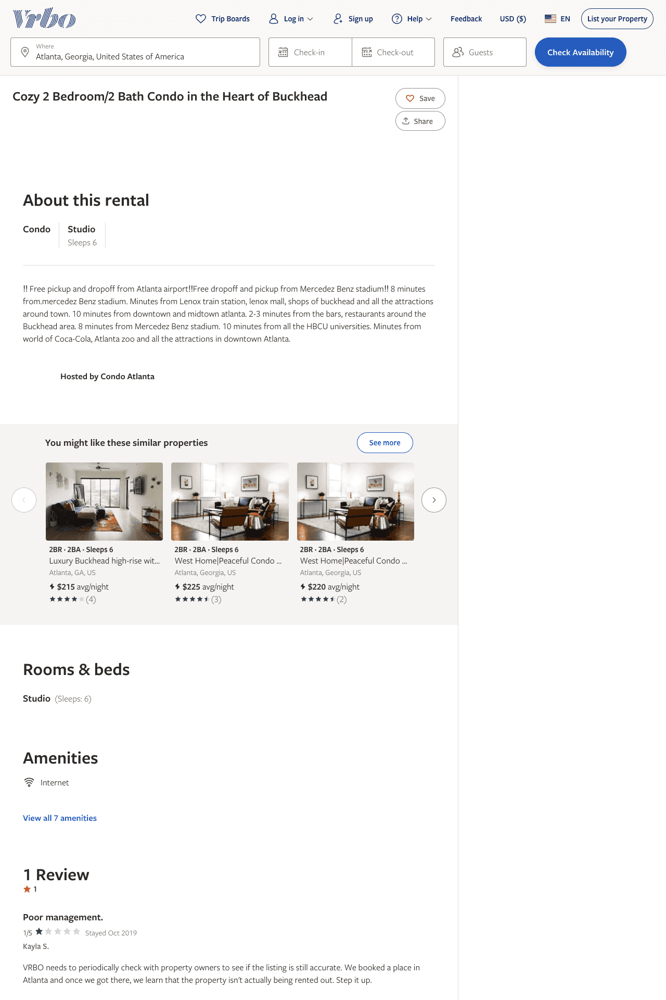 Vrbo
Trip Boards
Log in
Sign up
Help
Feedback
USD ($)
EN
List your Property
Where
Atlanta, Georgia, United States of America
Check-in
Check-out
Guests
Check Availability
Cozy 2 Bedroom/2 Bath Condo in the Heart of Buckhead
Save
Share
About this rental
Condo
Studio
Sleeps 6
!! Free pickup and dropoff from Atlanta airport!!Free dropoff and pickup from Mercedez Benz stadium!! 8 minutes
from.mercedez Benz stadium. Minutes from Lenox train station, lenox mall, shops of buckhead and all the attractions
around town. 10 minutes from downtown and midtown atlanta. 2-3 minutes from the bars, restaurants around the
Buckhead area. 8 minutes from Mercedez Benz stadium. 10 minutes from all the HBCU universities. Minutes from
world of Coca-Cola, Atlanta zoo and all the attractions in downtown Atlanta.
Hosted by Condo Atlanta
You might like these similar properties
See more
2BR · 2BA · Sleeps 6
Luxury Buckhead high-rise wit...
Atlanta, GA, US
$215 avg/night
(4)
2BR · 2BA · Sleeps 6
West Home|Peaceful Condo ...
Atlanta, Georgia, US
$225 avg/night
(3)
2BR · 2BA · Sleeps 6
West Home|Peaceful Condo ...
Atlanta, Georgia, US
$220 avg/night
(2)
Rooms & beds
Studio (Sleeps: 6)
Amenities
Internet
View all 7 amenities
1 Review
1
Poor management.
1/5 Stayed Oct 2019
Kayla S.
VRBO needs to periodically check with property owners to see if the listing is still accurate. We booked a place in
Atlanta and once we got there, we learn that the property isn't actually being rented out. Step it up.